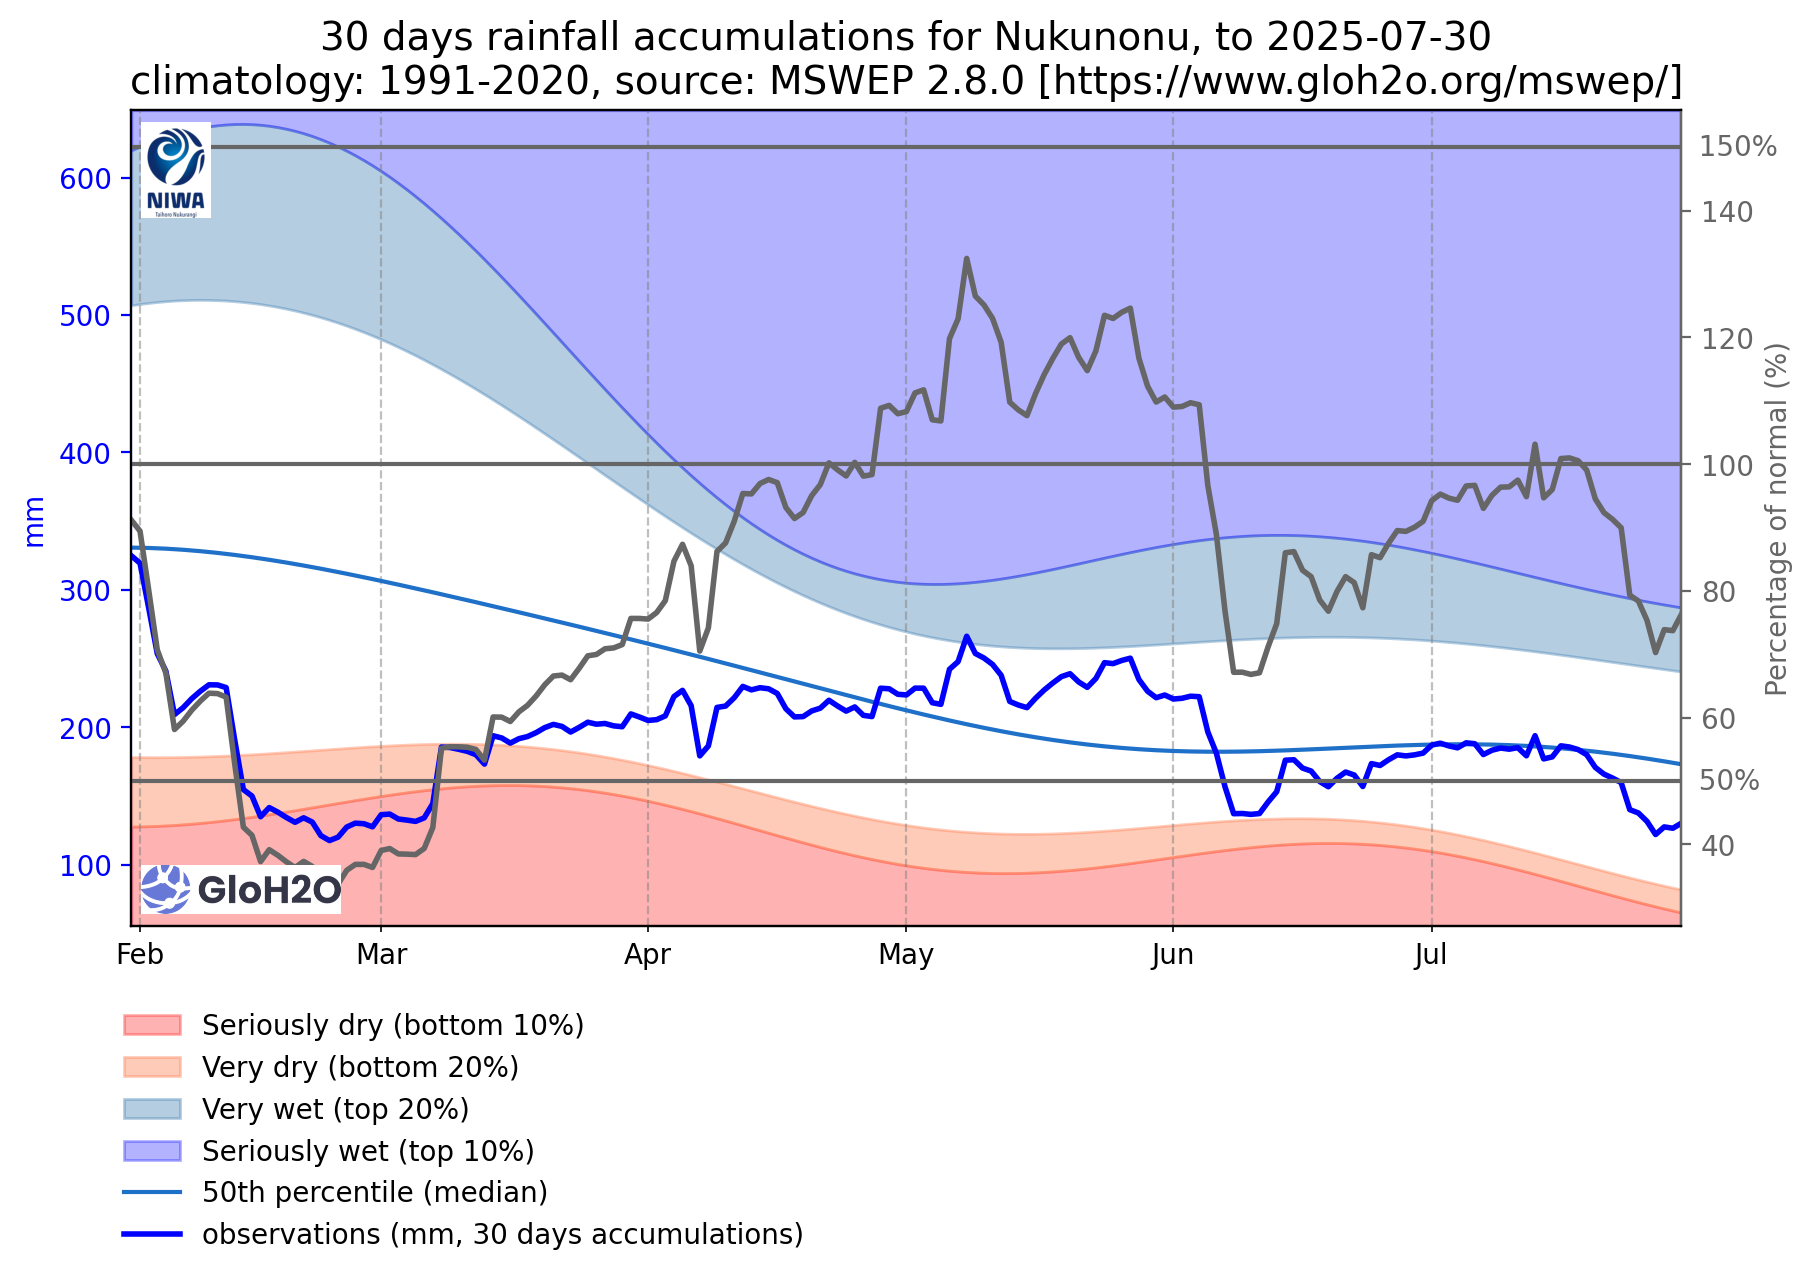 30 days rainfall accumulations for Nukunonu, to 2025-07-30
climatology: 1991-2020, source: MSWEP 2.8.0 [https://www.gloh2o.org/mswep/]
NIWA
Taihoro Nukurangi
600
500
400
300
200
100
mm
150%
140
120
100
80
60
50%
40
Percentage of normal (%)
GloH2O
Feb Mar Apr May Jun Jul
Seriously dry (bottom 10%)
Very dry (bottom 20%)
Very wet (top 20%)
Seriously wet (top 10%)
50th percentile (median)
observations (mm, 30 days accumulations)